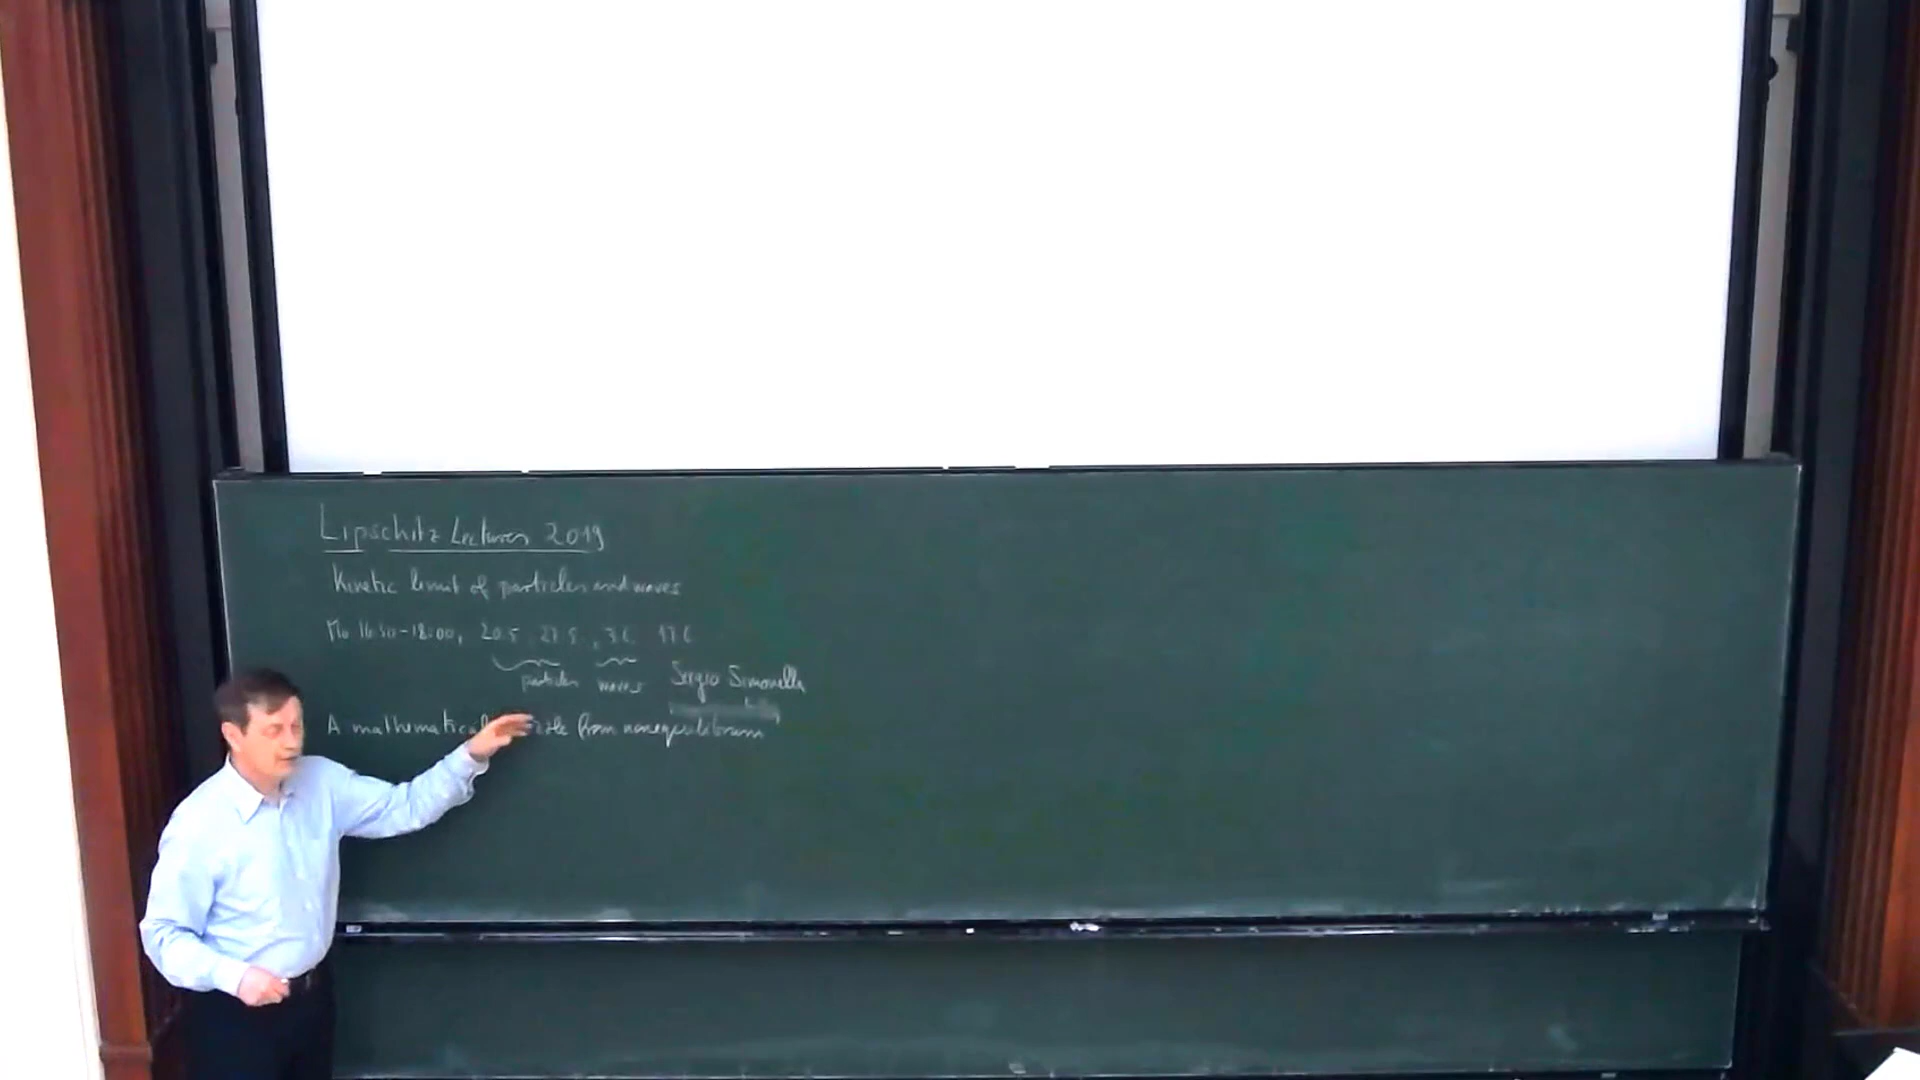 Lipschitz Lectures 2019
Kinetic limit of particles and waves
Mo 16:30-18:00, 20.5 27.5, 3.6 17.6
particles waves Sergio Simonella
A mathematical from nonequilibrium